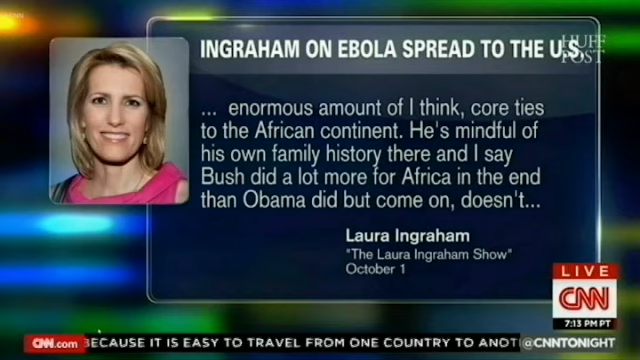 CNN
INGRAHAM ON EBOLA SPREAD TO THE U.S.
HUFF
POST
... enormous amount of I think, core ties
to the African continent. He's mindful of
his own family history there and I say
Bush did a lot more for Africa in the end
than Obama did but come on, doesn't...
Laura Ingraham
"The Laura Ingraham Show"
October 1
LIVE
CNN
7:13 PM PT
CNN.com
BECAUSE IT IS EASY TO TRAVEL FROM ONE COUNTRY TO ANOT
@CNNTONIGHT